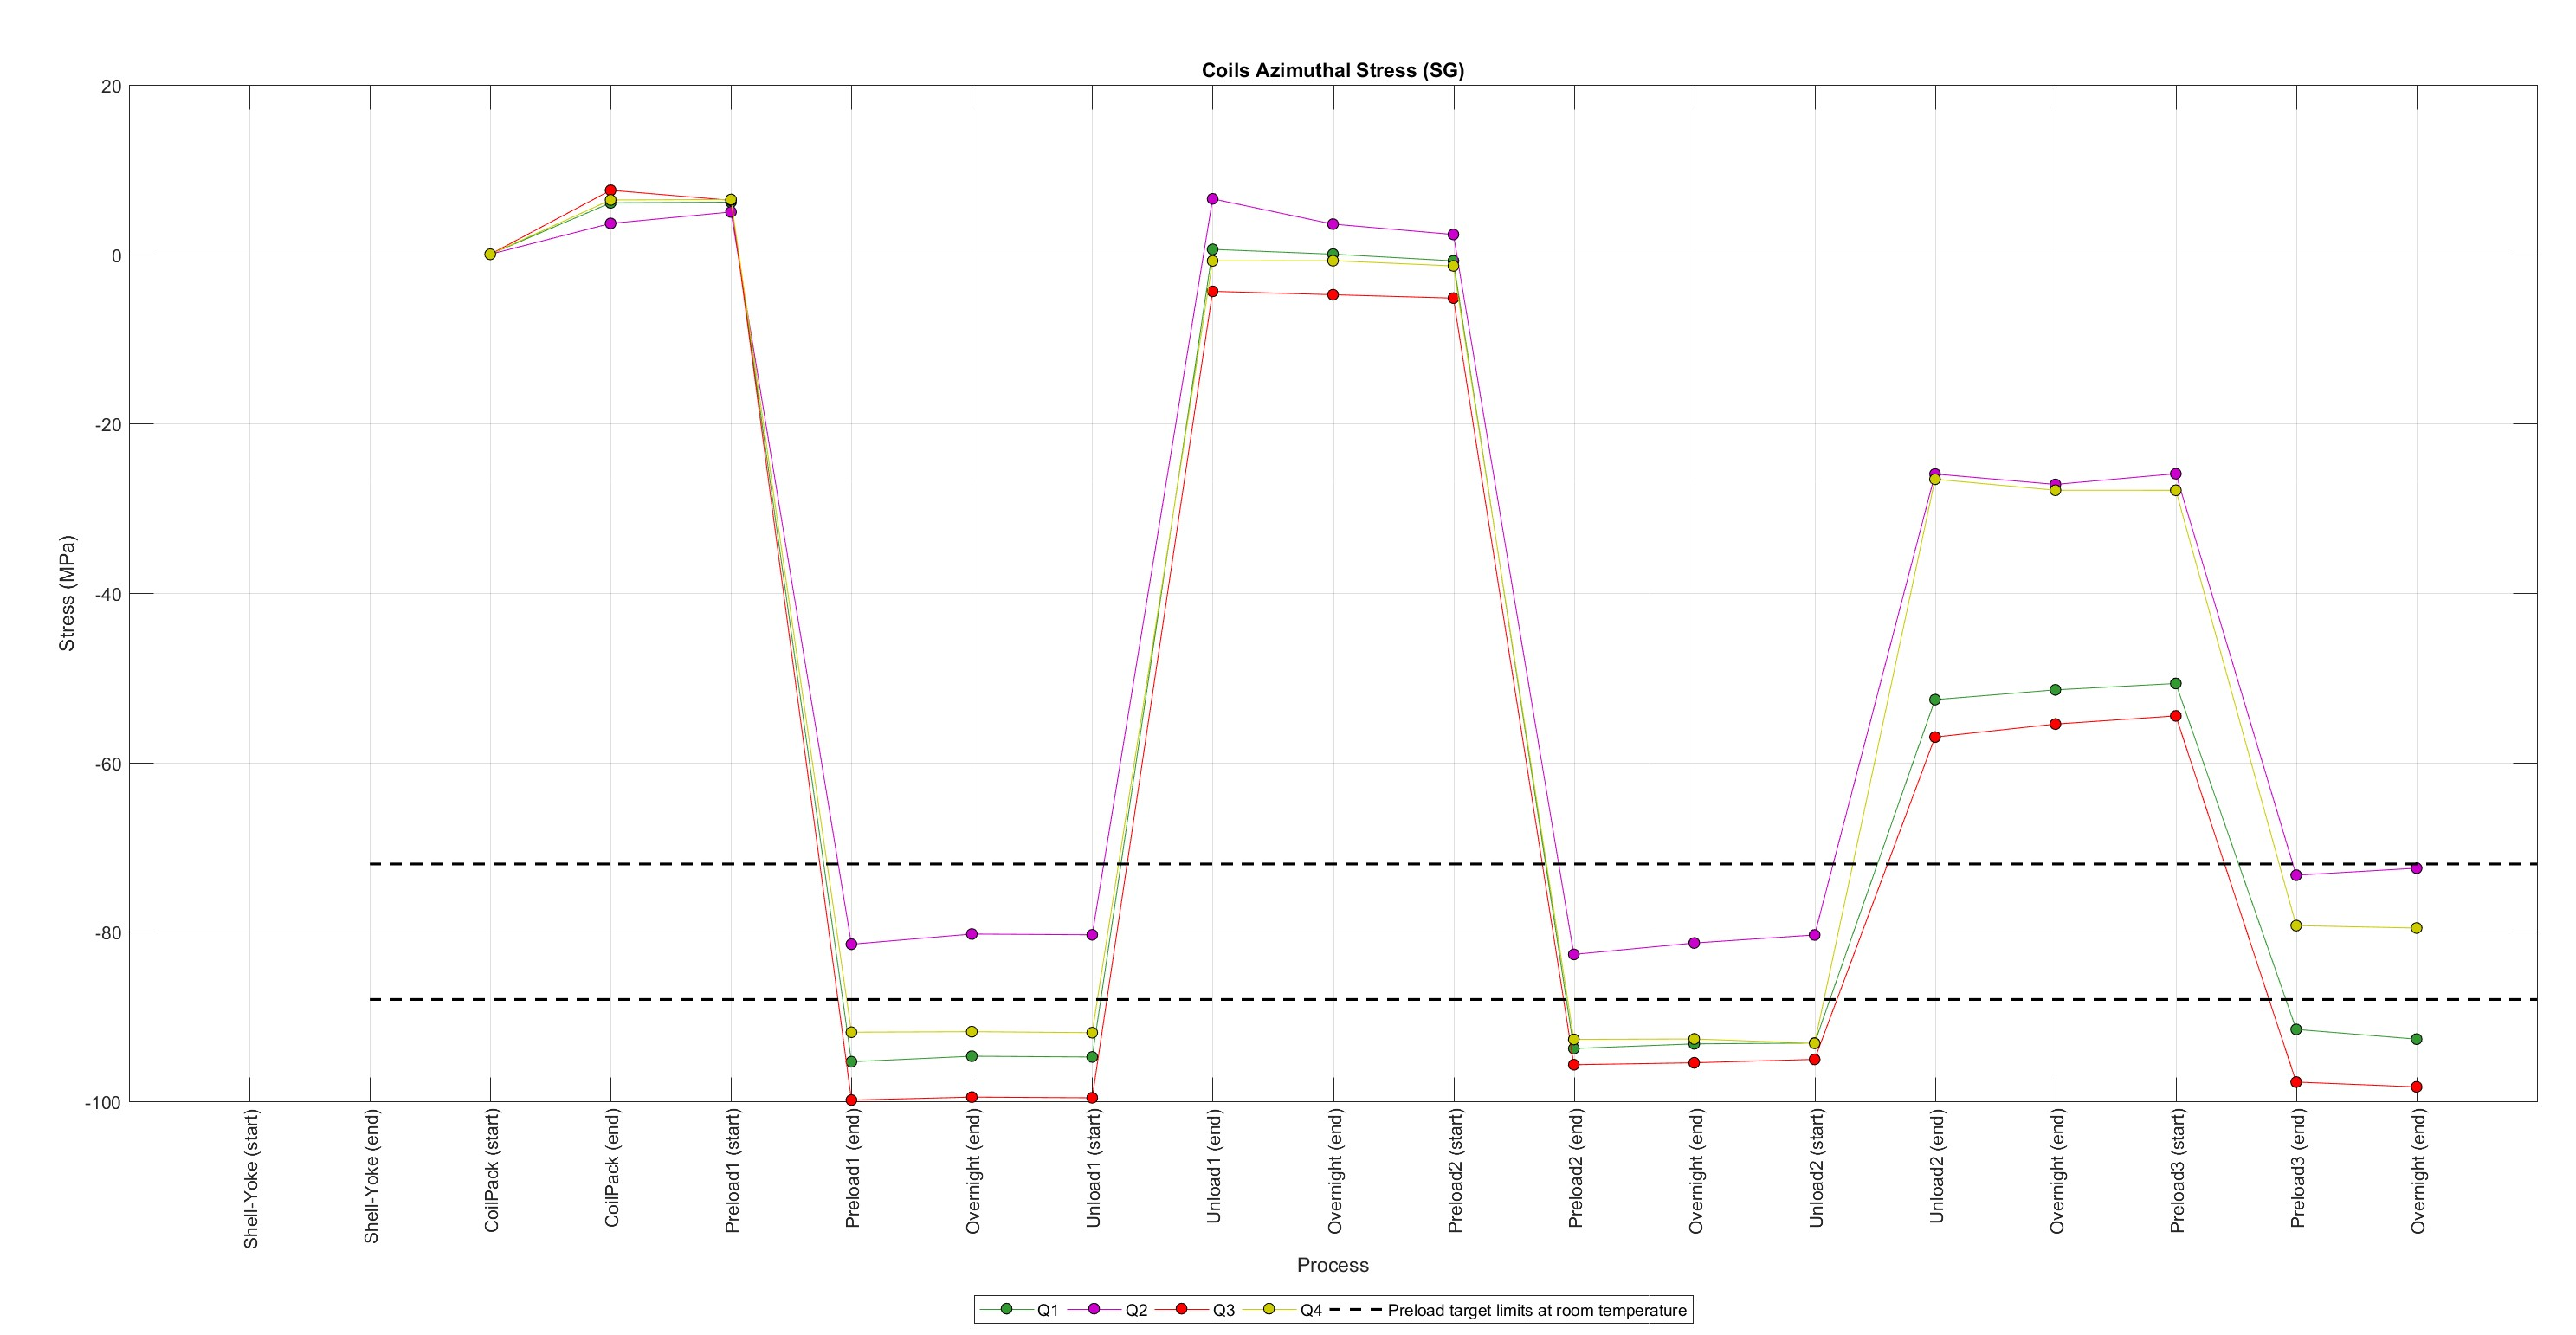 Coils Azimuthal Stress (SG)
Stress (MPa)
20
0
-20
-40
-60
-80
-100
Shell-Yoke (start)
Shell-Yoke (end)
CoilPack (start)
CoilPack (end)
Preload1 (start)
Preload1 (end)
Overnight (end)
Unload1 (start)
Unload1 (end)
Overnight (end)
Preload2 (start)
Preload2 (end)
Overnight (end)
Unload2 (start)
Unload2 (end)
Overnight (end)
Preload3 (start)
Preload3 (end)
Overnight (end)
Process
Q1 Q2 Q3 Q4 Preload target limits at room temperature